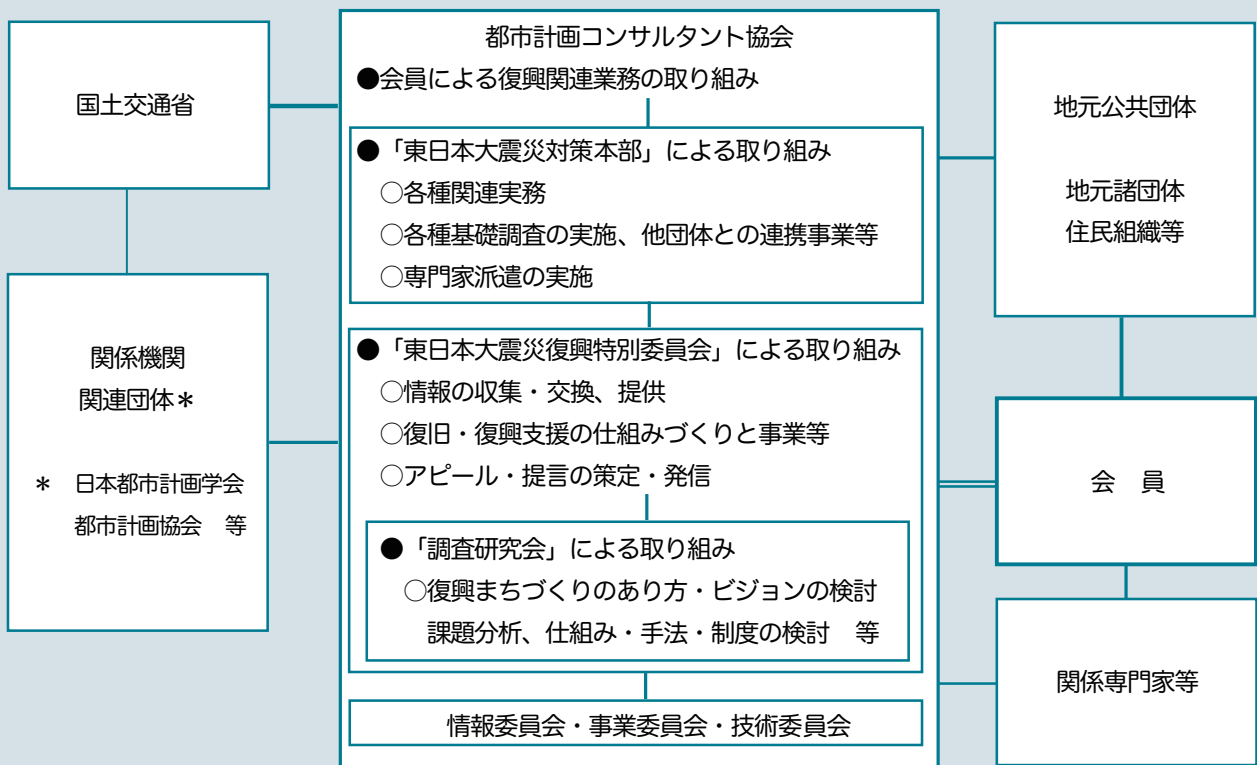 国土交通省
関係機関
関連団体＊
＊　日本都市計画学会
都市計画協会　等
都市計画コンサルタント協会
●会員による復興関連業務の取り組み
●「東日本大震災対策本部」による取り組み
○各種関連実務
○各種基礎調査の実施、他団体との連携事業等
○専門家派遣の実施
●「東日本大震災復興特別委員会」による取り組み
○情報の収集・交換、提供
○復旧・復興支援の仕組みづくりと事業等
○アピール・提言の策定・発信
●「調査研究会」による取り組み
○復興まちづくりのあり方・ビジョンの検討
課題分析、仕組み・手法・制度の検討　等
情報委員会・事業委員会・技術委員会
地元公共団体
地元諸団体
住民組織等
会　員
関係専門家等